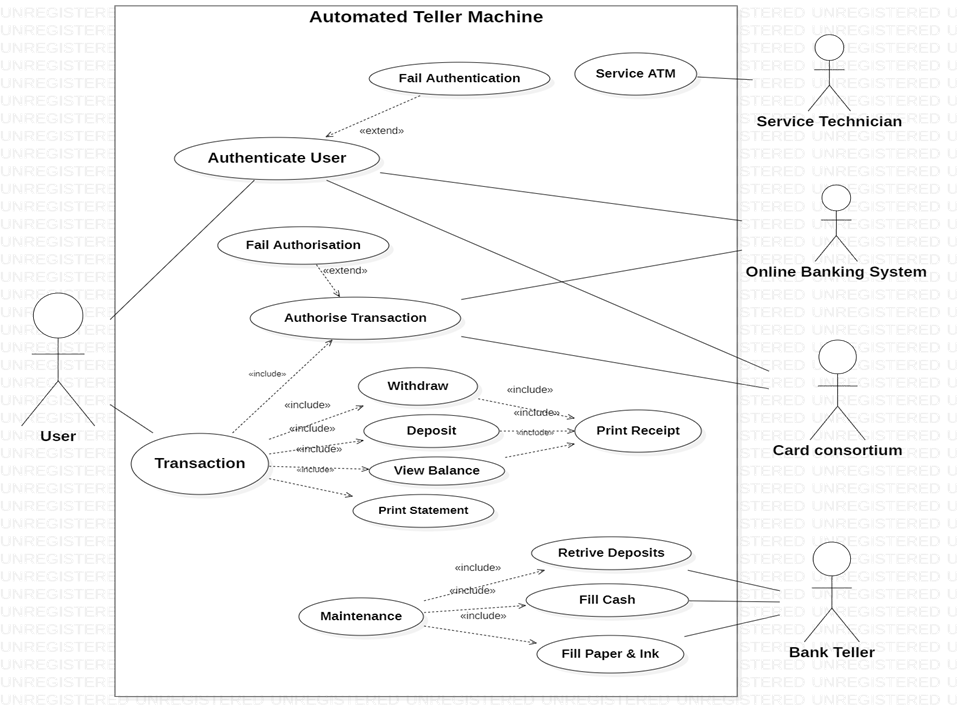 Automated Teller Machine
Fail Authentication
Service ATM
Service Technician
«extend»
Authenticate User
Fail Authorisation
«extend»
Online Banking System
Authorise Transaction
«include»
Withdraw
«include»
«include»
«include»
Deposit
«include»
«include»
Print Receipt
User
«include»
Card consortium
Transaction
View Balance
«include»
Print Statement
Retrive Deposits
«include»
«include»
Fill Cash
Maintenance
«include»
Fill Paper & Ink
Bank Teller
UNREGISTERED